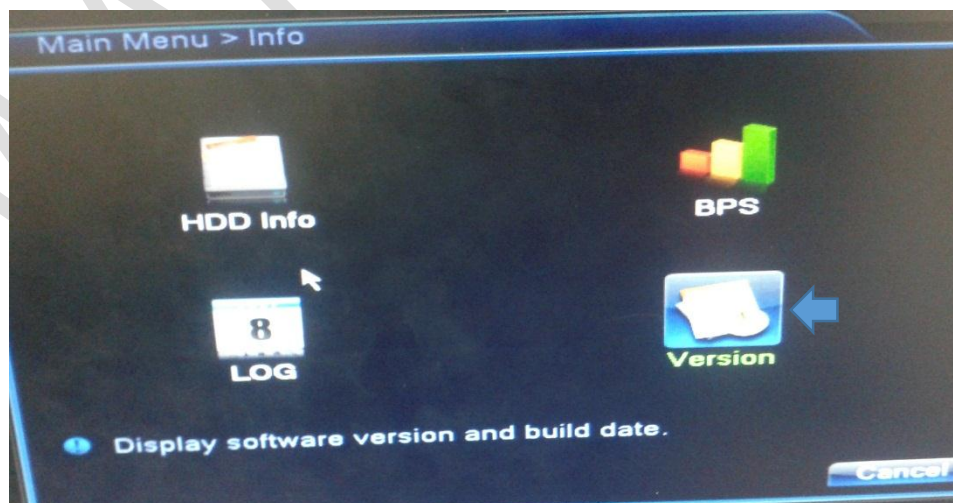 Main Menu > Info
HDD Info
BPS
8
LOG
Version
Display software version and build date.
Cancel